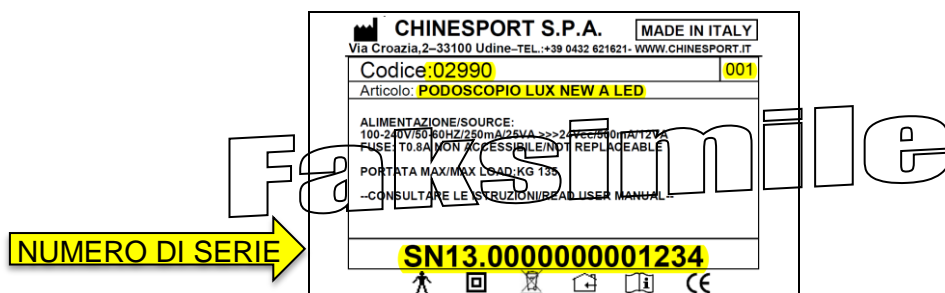 CHINESPORT S.P.A. MADE IN ITALY
Via Croazia,2–33100 Udine–TEL.:+39 0432 621621- WWW.CHINESPORT.IT
Codice:02990 001
Articolo: PODOSCOPIO LUX NEW A LED
ALIMENTAZIONE/SOURCE:
100-240V/50-60HZ/250mA/25VA >>>24Vcc/500mA/12VA
FUSE: T0.8A NON ACCESSIBILE/NOT REPLACEABLE
PORTATA MAX/MAX LOAD:KG 135
--CONSULTARE LE ISTRUZIONI/READ USER MANUAL--
Faksimile
NUMERO DI SERIE
SN13.0000000001234
CE